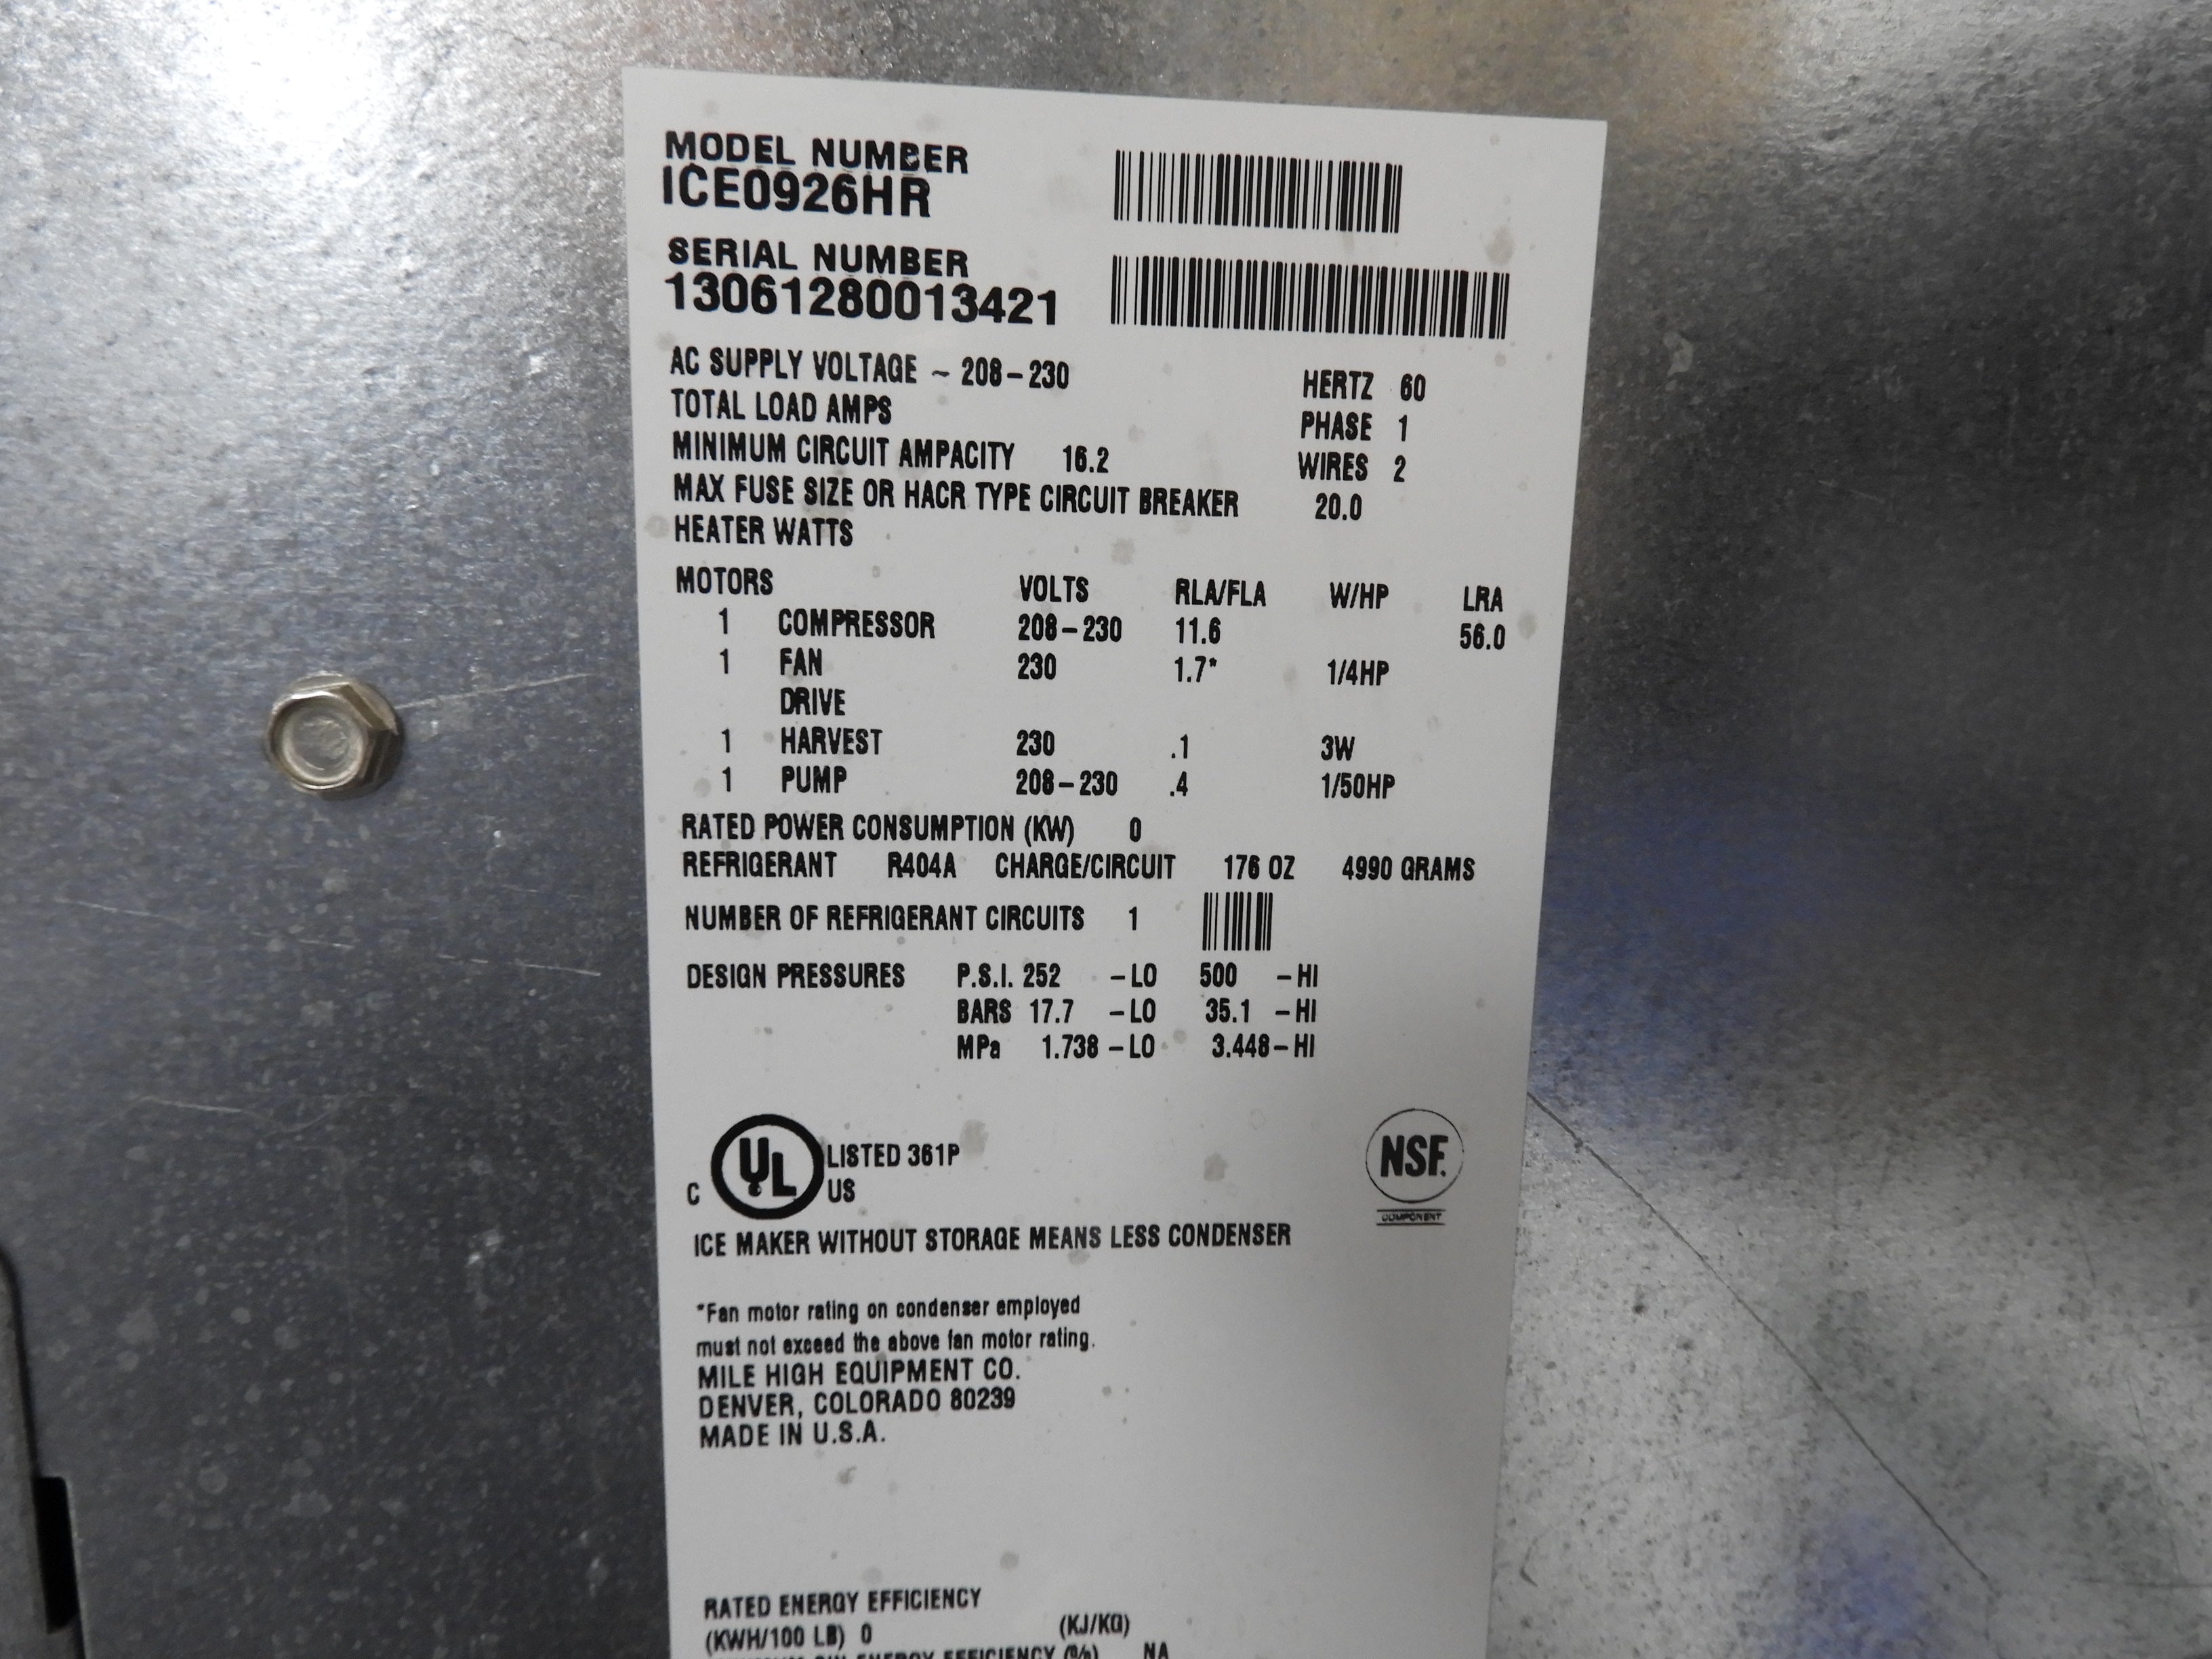 MODEL NUMBER
ICE0926HR
SERIAL NUMBER
13061280013421
AC SUPPLY VOLTAGE ~ 208-230 HERTZ 60
TOTAL LOAD AMPS PHASE 1
MINIMUM CIRCUIT AMPACITY 16.2 WIRES 2
MAX FUSE SIZE OR HACR TYPE CIRCUIT BREAKER 20.0
HEATER WATTS
MOTORS VOLTS RLA/FLA W/HP LRA
1 COMPRESSOR 208-230 11.6 56.0
1 FAN 230 1.7* 1/4HP
DRIVE
1 HARVEST 230 .1 3W
1 PUMP 208-230 .4 1/50HP
RATED POWER CONSUMPTION (KW) 0
REFRIGERANT R404A CHARGE/CIRCUIT 176 OZ 4990 GRAMS
NUMBER OF REFRIGERANT CIRCUITS 1
DESIGN PRESSURES P.S.I. 252 -LO 500 -HI
BARS 17.7 -LO 35.1 -HI
MPa 1.738 -LO 3.448-HI
C UL LISTED 361P
US
NSF.
COMPONENT
ICE MAKER WITHOUT STORAGE MEANS LESS CONDENSER
*Fan motor rating on condenser employed
must not exceed the above fan motor rating.
MILE HIGH EQUIPMENT CO.
DENVER, COLORADO 80239
MADE IN U.S.A.
RATED ENERGY EFFICIENCY
(KWH/100 LB) 0 (KJ/KG)
ENERGY EFFICIENCY (%) NA